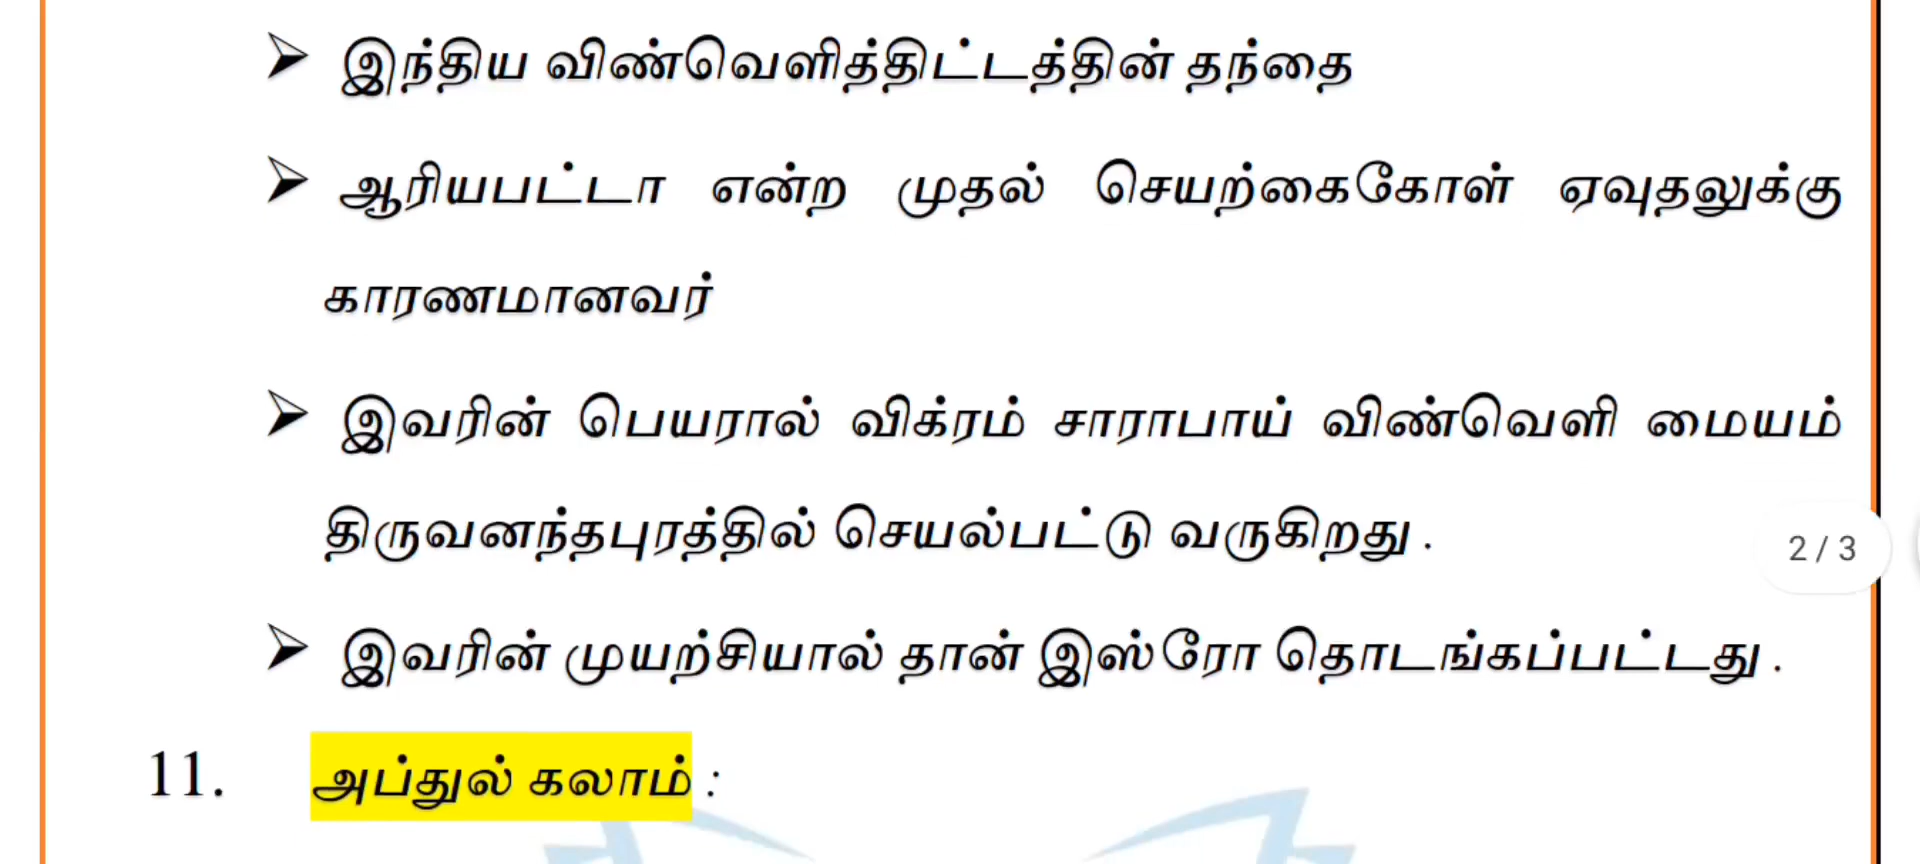 ➢ இந்திய விண்வெளித்திட்டத்தின் தந்தை
➢ ஆரியபட்டா என்ற முதல் செயற்கைகோள் ஏவுதலுக்கு
காரணமானவர்
➢ இவரின் பெயரால் விக்ரம் சாராபாய் விண்வெளி மையம்
திருவனந்தபுரத்தில் செயல்பட்டு வருகிறது .
2 / 3
➢ இவரின் முயற்சியால் தான் இஸ்ரோ தொடங்கப்பட்டது .
11. அப்துல் கலாம் :